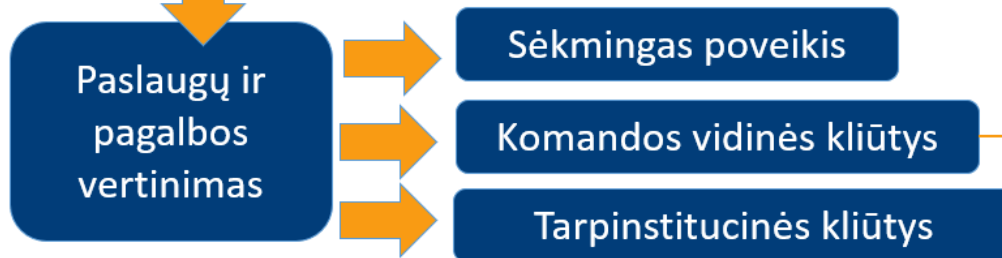 Paslaugų ir
pagalbos
vertinimas
Sėkmingas poveikis
Komandos vidinės kliūtys
Tarpinstitucinės kliūtys